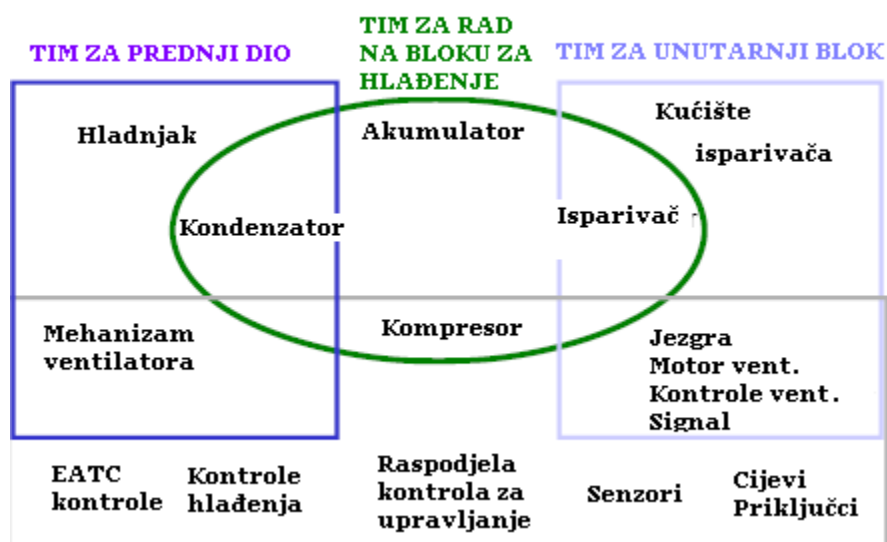 TIM ZA PREDNJI DIO
TIM ZA RAD
NA BLOKU ZA
HLAĐENJE
TIM ZA UNUTARNJI BLOK
Hladnjak
Akumulator
Kućište
isparivača
Kondenzator
Isparivač
Mehanizam
ventilatora
Kompresor
Jezgra
Motor vent.
Kontrole vent.
Signal
EATC
kontrole
Kontrole
hlađenja
Raspodjela
kontrola za
upravljanje
Senzori
Cijevi
Priključci